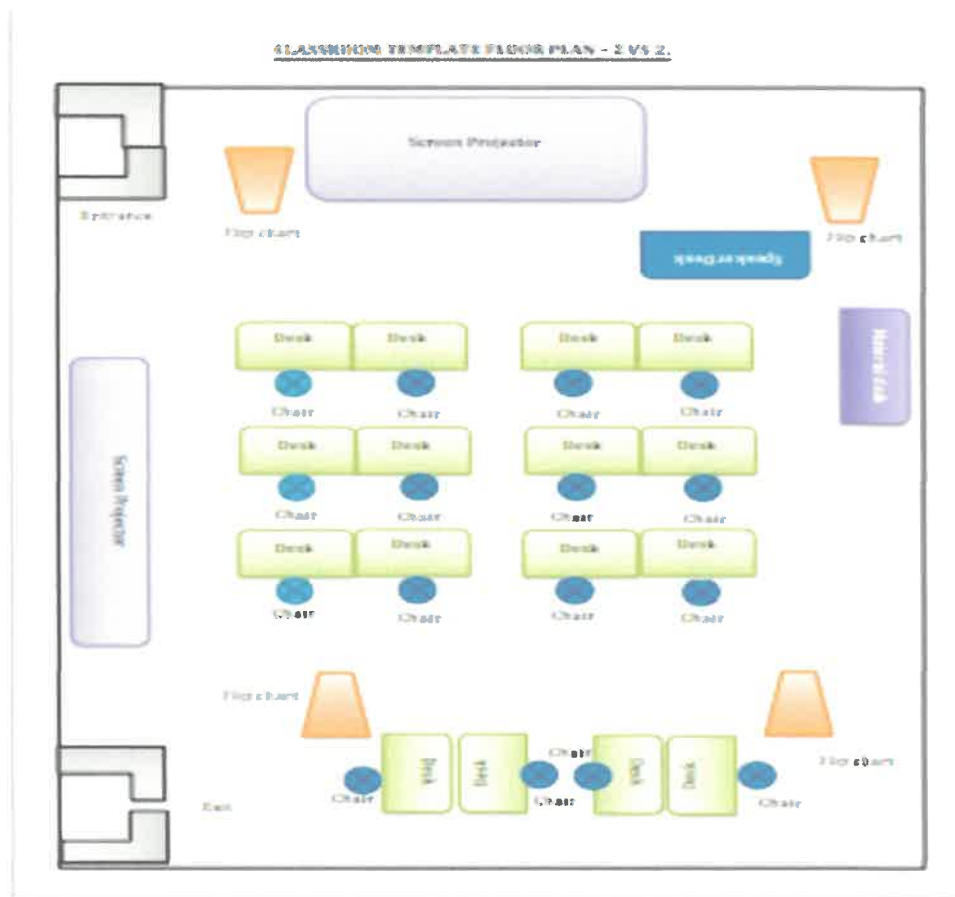 CLASSROOM TEMPLATE FLOOR PLAN - 2 VS 2.
Screen Projector
Entrance
Flip chart
Flip chart
Speaker Desk
Desk
Desk
Desk
Desk
Chair
Chair
Chair
Chair
Desk
Desk
Desk
Desk
Screen Projector
Chair
Chair
Chair
Chair
Desk
Desk
Desk
Desk
Chair
Chair
Chair
Chair
Flip chart
Chair
Flip chart
Desk
Desk
Desk
Desk
Chair
Chair
Chair
Exit